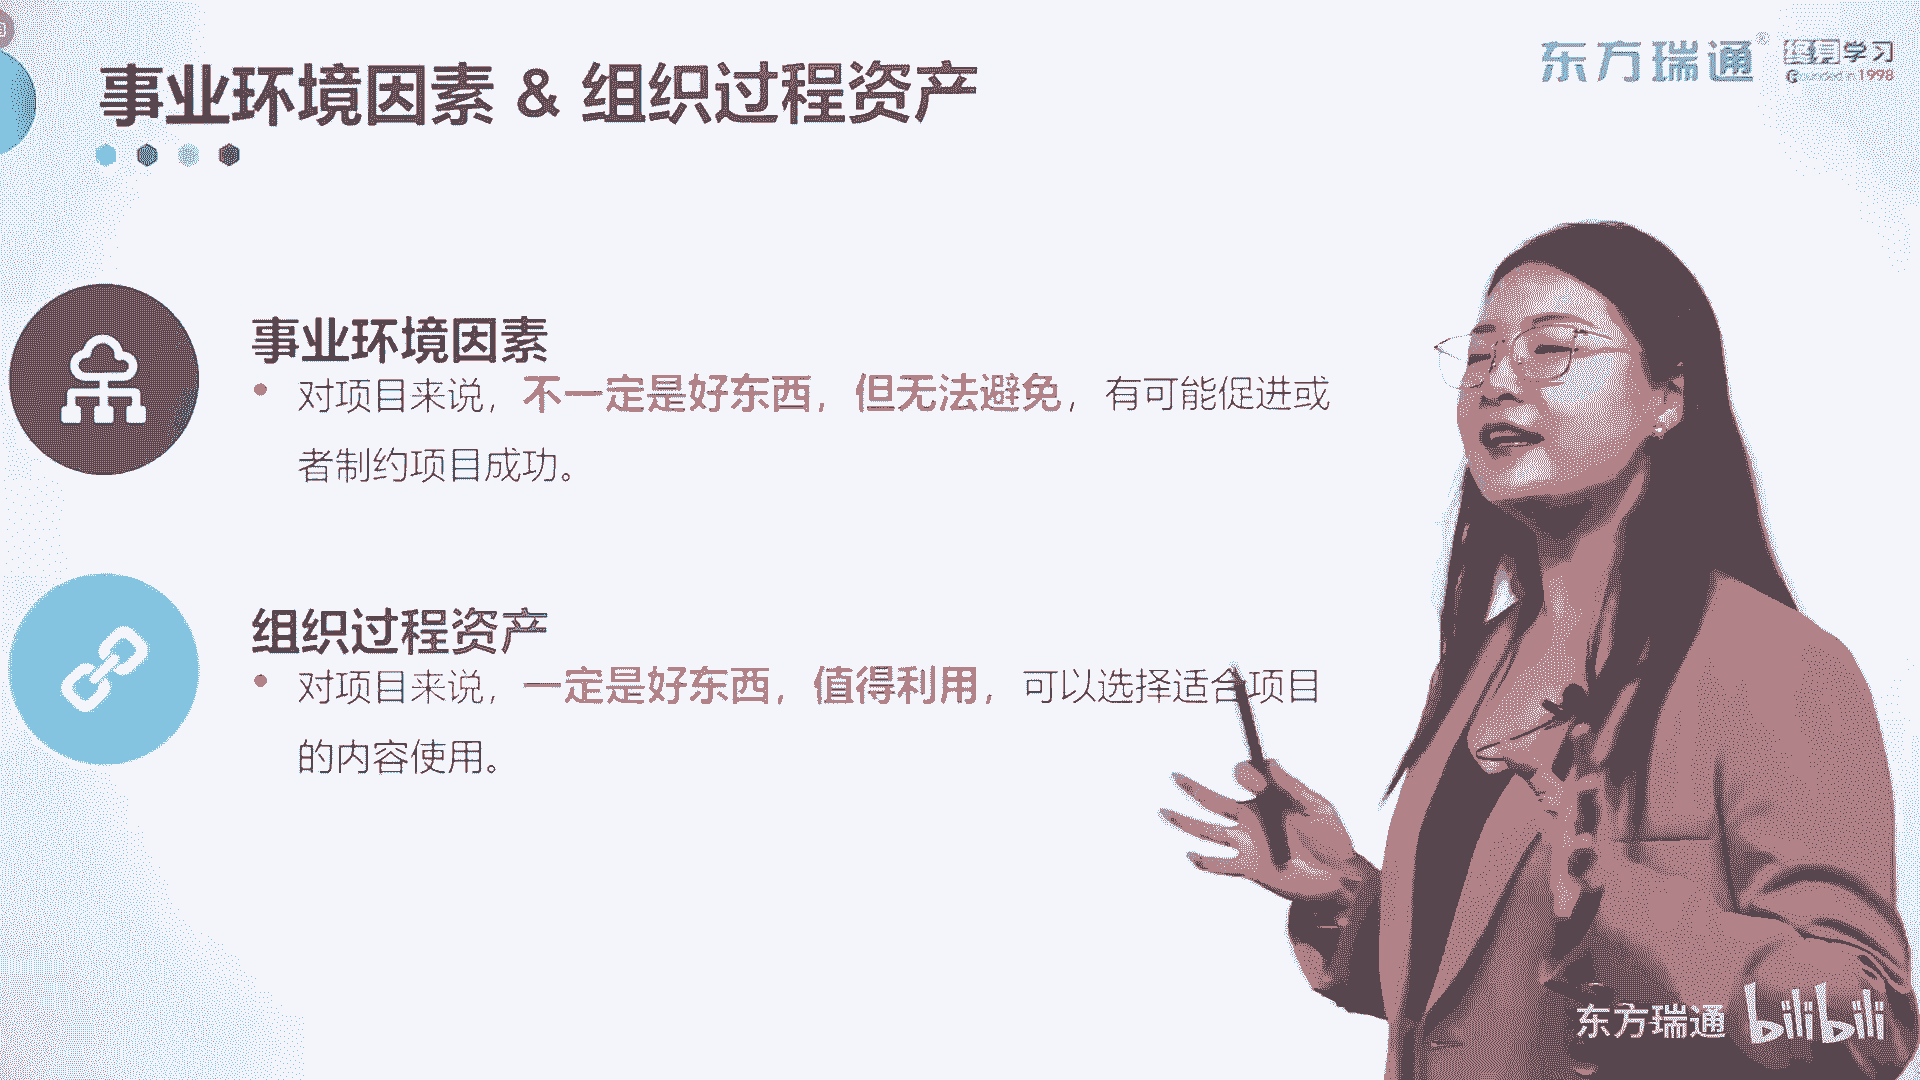 事业环境因素 & 组织过程资产
东方瑞通® 终身学习
Founded in 1998
事业环境因素
• 对项目来说，不一定是好东西，但无法避免，有可能促进或
者制约项目成功。
组织过程资产
• 对项目来说，一定是好东西，值得利用，可以选择适合项目
的内容使用。
东方瑞通 bilibili